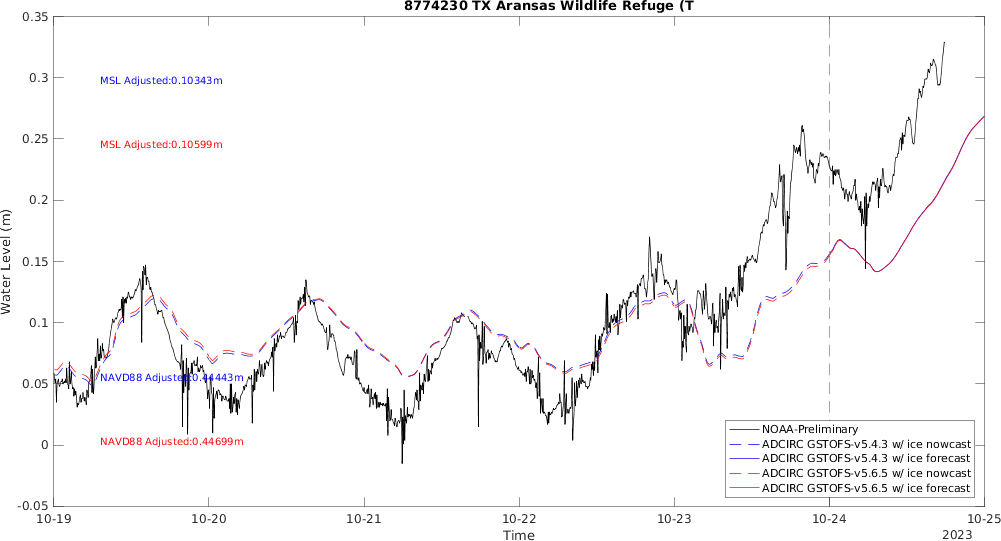 8774230 TX Aransas Wildlife Refuge (T
0.35
0.3
0.25
0.2
0.15
0.1
0.05
0
-0.05
Water Level (m)
MSL Adjusted:0.10343m
MSL Adjusted:0.10599m
NAVD88 Adjusted:0.44443m
NAVD88 Adjusted:0.44699m
NOAA-Preliminary
ADCIRC GSTOFS-v5.4.3 w/ ice nowcast
ADCIRC GSTOFS-v5.4.3 w/ ice forecast
ADCIRC GSTOFS-v5.6.5 w/ ice nowcast
ADCIRC GSTOFS-v5.6.5 w/ ice forecast
10-19 10-20 10-21 10-22 10-23 10-24 10-25
Time
2023